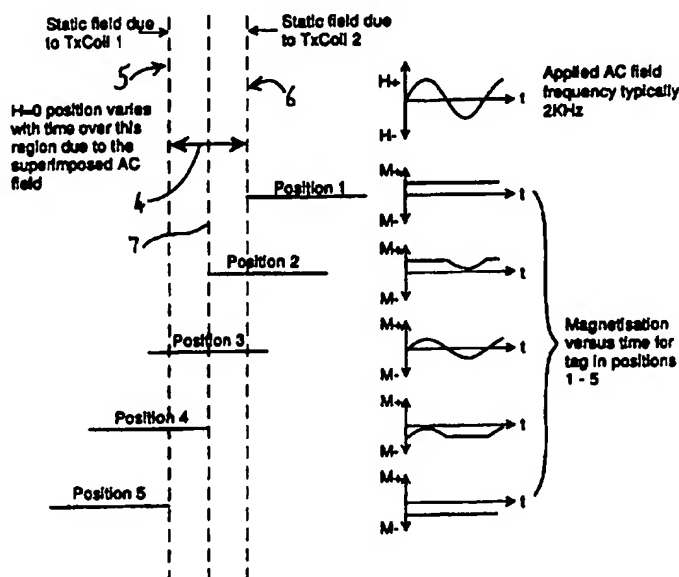 Static field due
to TxCoil 1
Static field due
to TxCoil 2
5
6
H=0 position varies
with time over this
region due to the
superimposed AC
field
4
7
Position 1
Position 2
Position 3
Position 4
Position 5
H+
H-
t
Applied AC field
frequency typically
2KHz
M+
M-
t
M+
M-
t
M+
M-
t
M+
M-
t
M+
M-
t
Magnetisation
versus time for
tag in positions
1 - 5